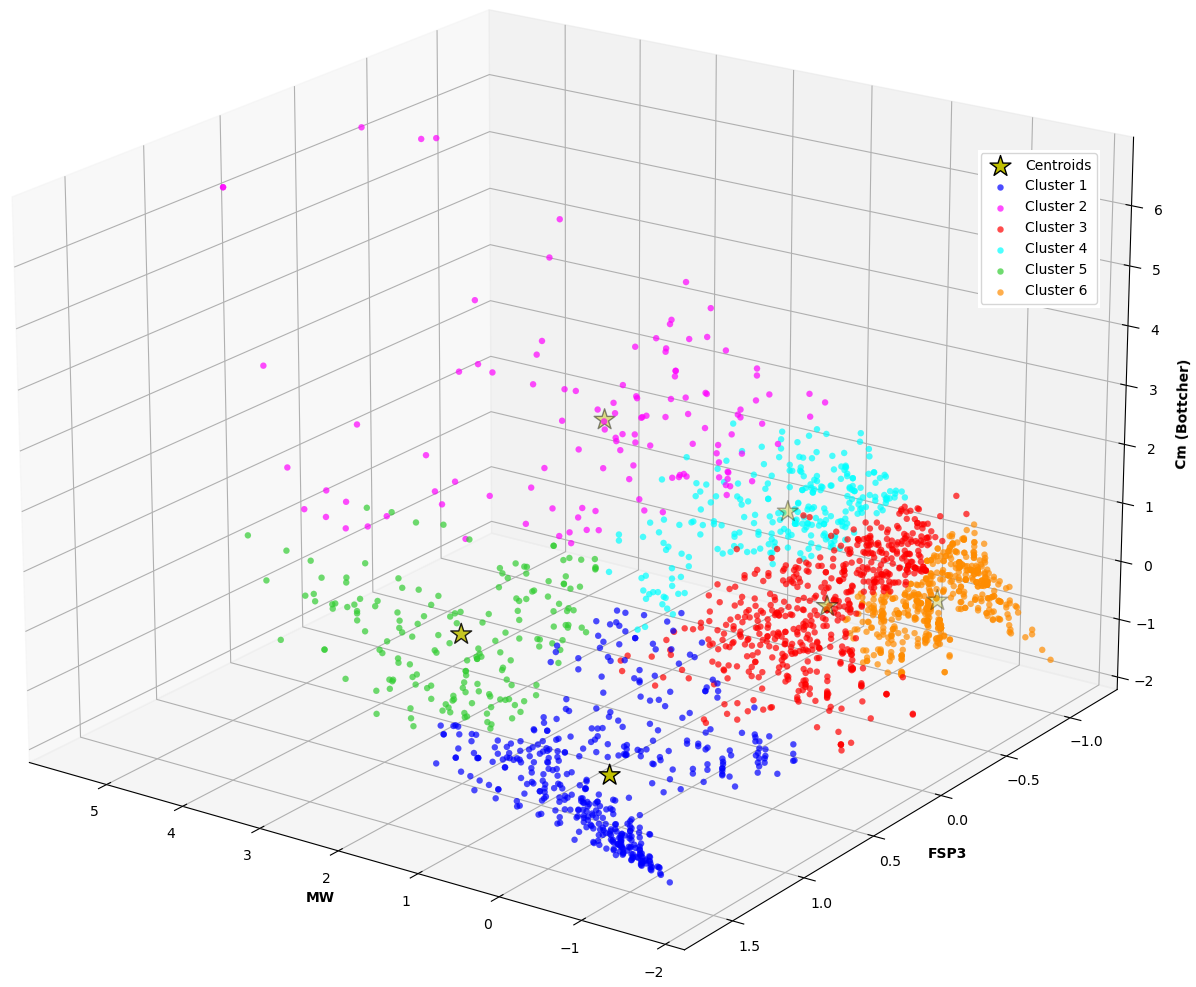 Centroids
Cluster 1
Cluster 2
Cluster 3
Cluster 4
Cluster 5
Cluster 6
6
5
4
3
2
1
0
−1
−2
Cm (Bottcher)
−1.0
−0.5
0.0
0.5
1.0
1.5
FSP3
5
4
3
2
1
0
−1
−2
MW